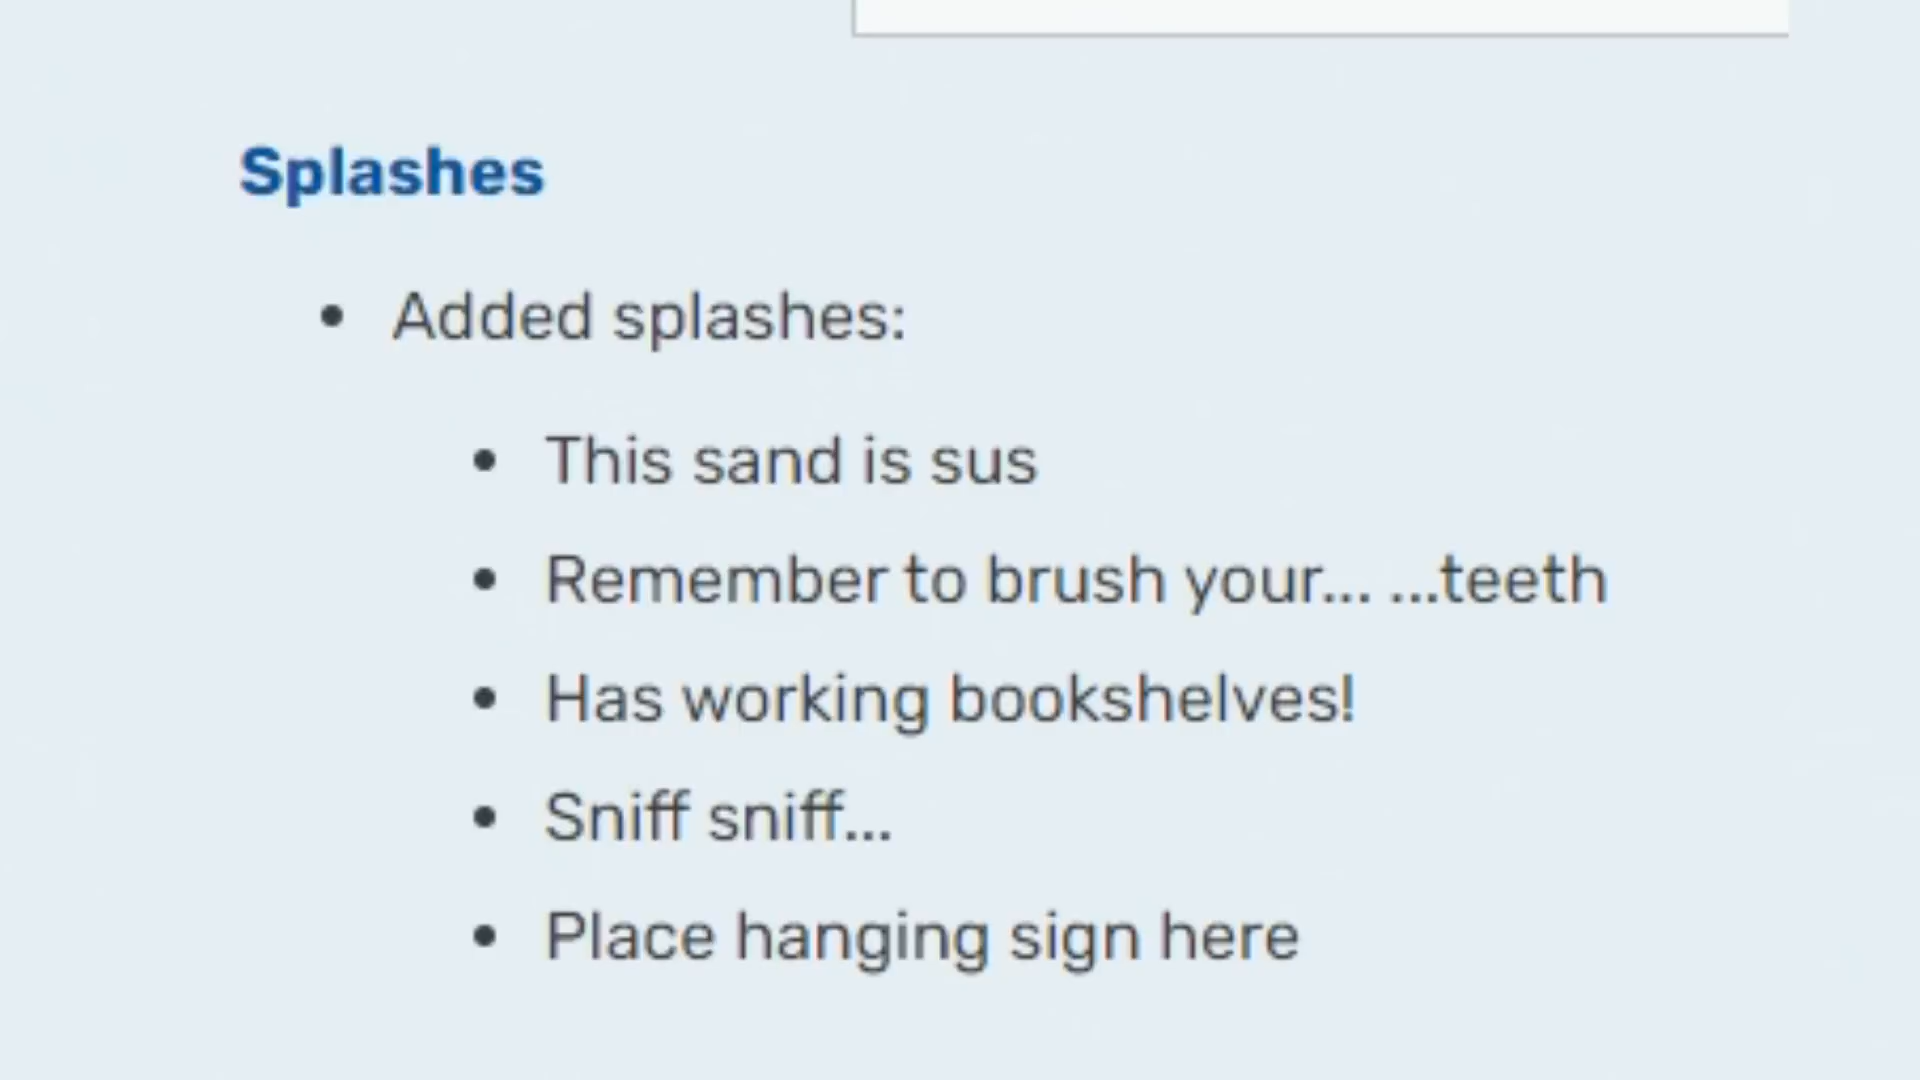 Splashes
Added splashes:
This sand is sus
Remember to brush your... ...teeth
Has working bookshelves!
Sniff sniff...
Place hanging sign here